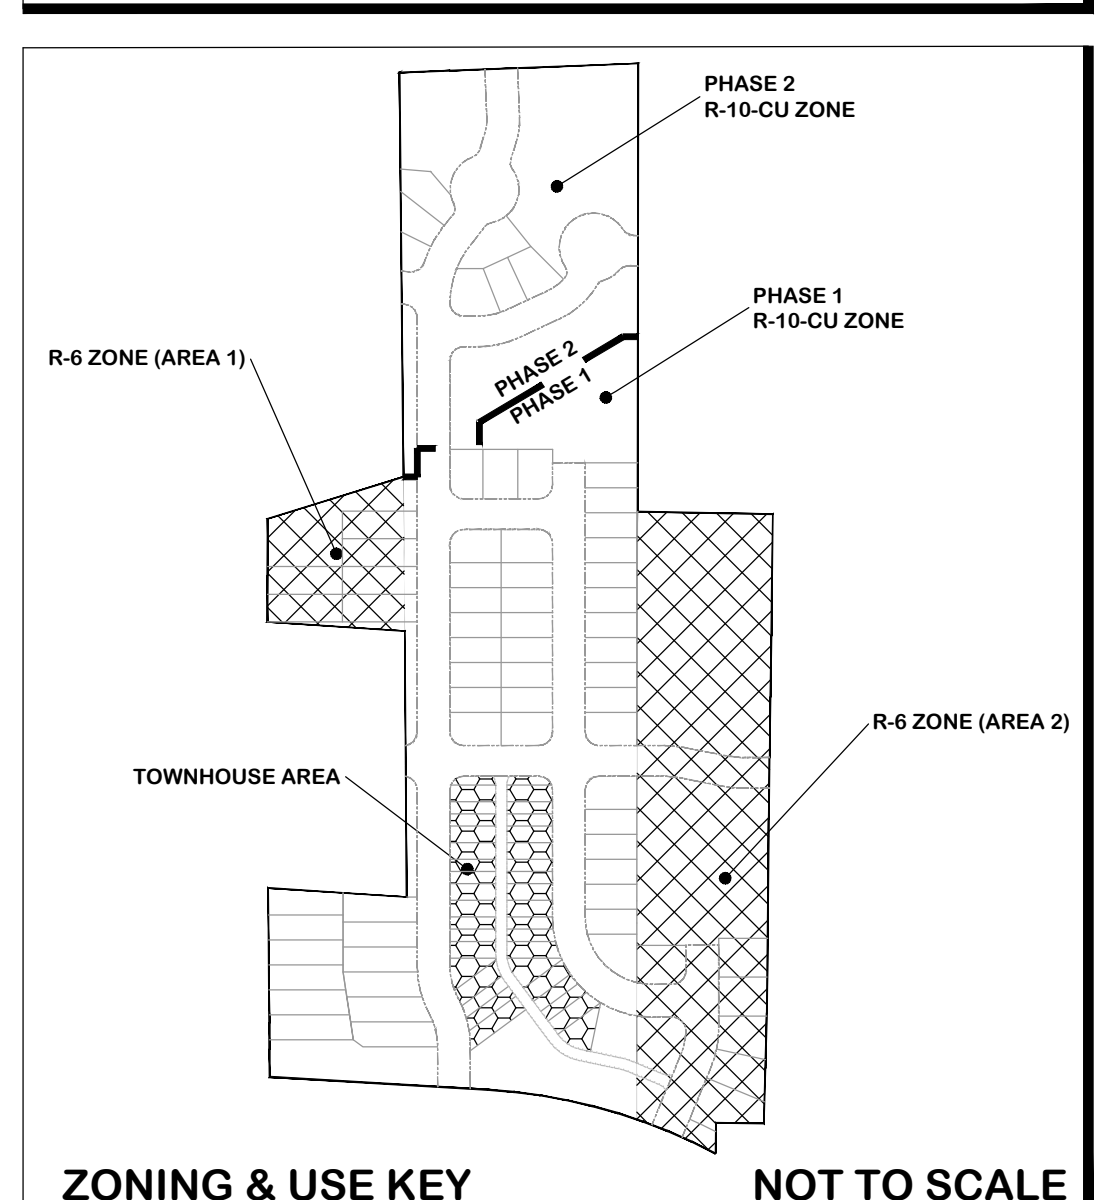 PHASE 2
R-10-CU ZONE
PHASE 1
R-10-CU ZONE
R-6 ZONE (AREA 1)
PHASE 2
PHASE 1
R-6 ZONE (AREA 2)
TOWNHOUSE AREA
ZONING & USE KEY
NOT TO SCALE